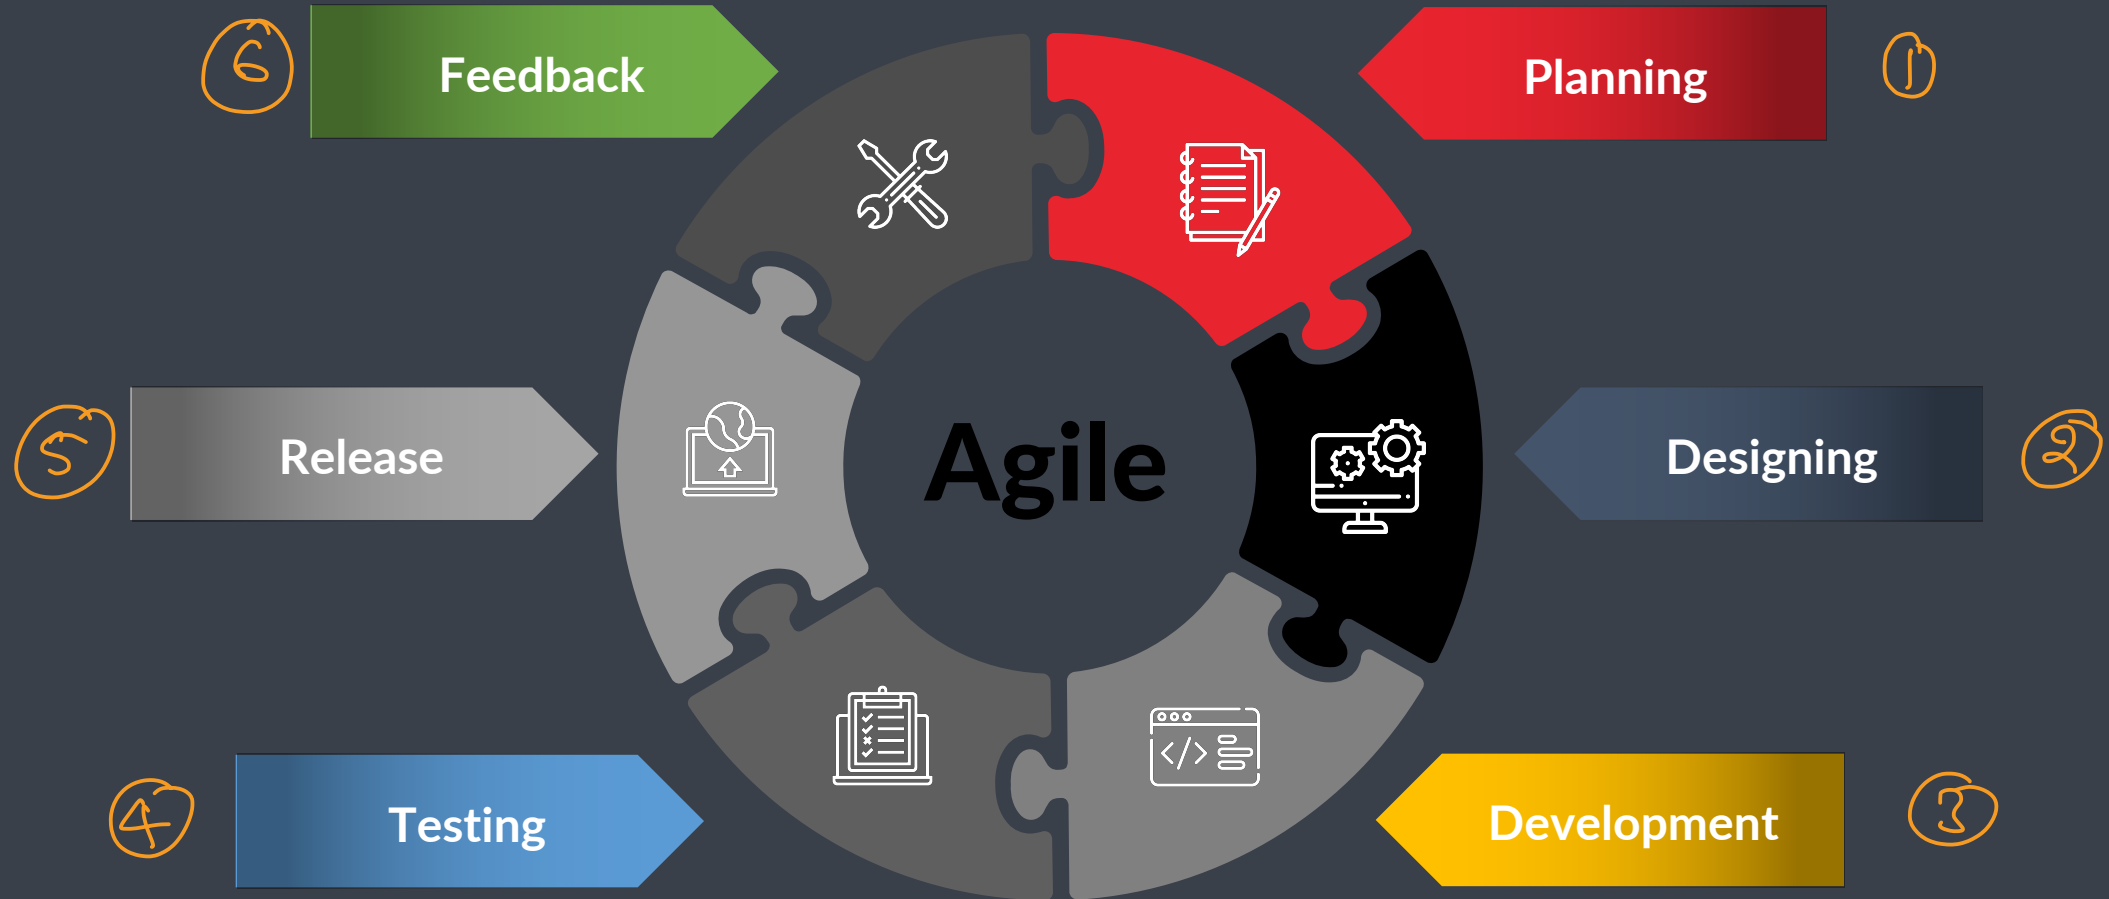 6
Feedback
Planning
1
Agile
5
Release
Designing
2
4
Testing
Development
3